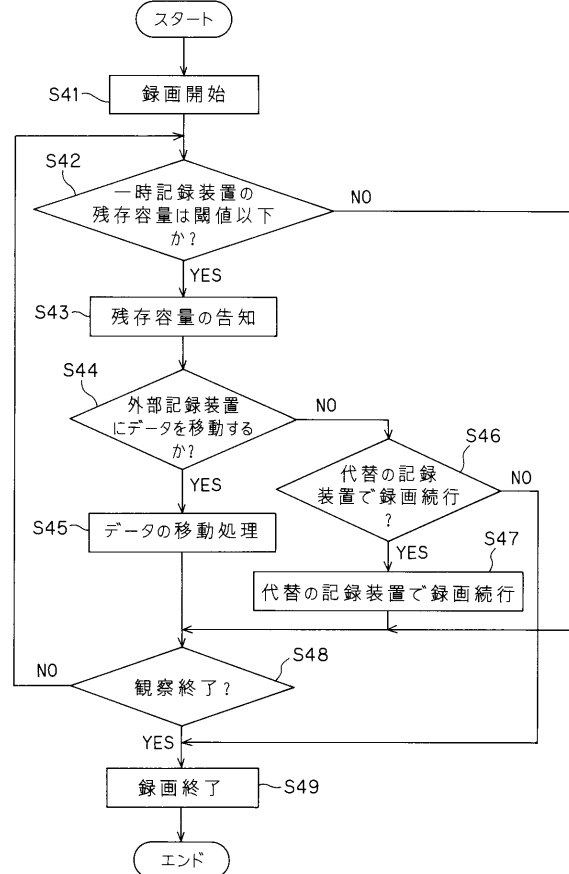 スタート
S41
録画開始
S42
一時記録装置の
残存容量は閾値以下
か?
NO
YES
S43
残存容量の告知
S44
外部記録装置
にデータを移動する
か?
NO
YES
S46
代替の記録
装置で録画続行
?
NO
YES
S45
データの移動処理
S47
代替の記録装置で録画続行
S48
観察終了?
NO
YES
録画終了
S49
エンド